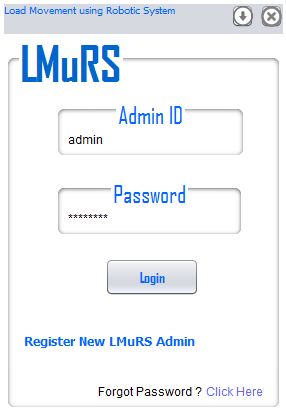 Load Movement using Robotic System
LMuRS
Admin ID
admin
Password
********
Login
Register New LMuRS Admin
Forgot Password ? Click Here